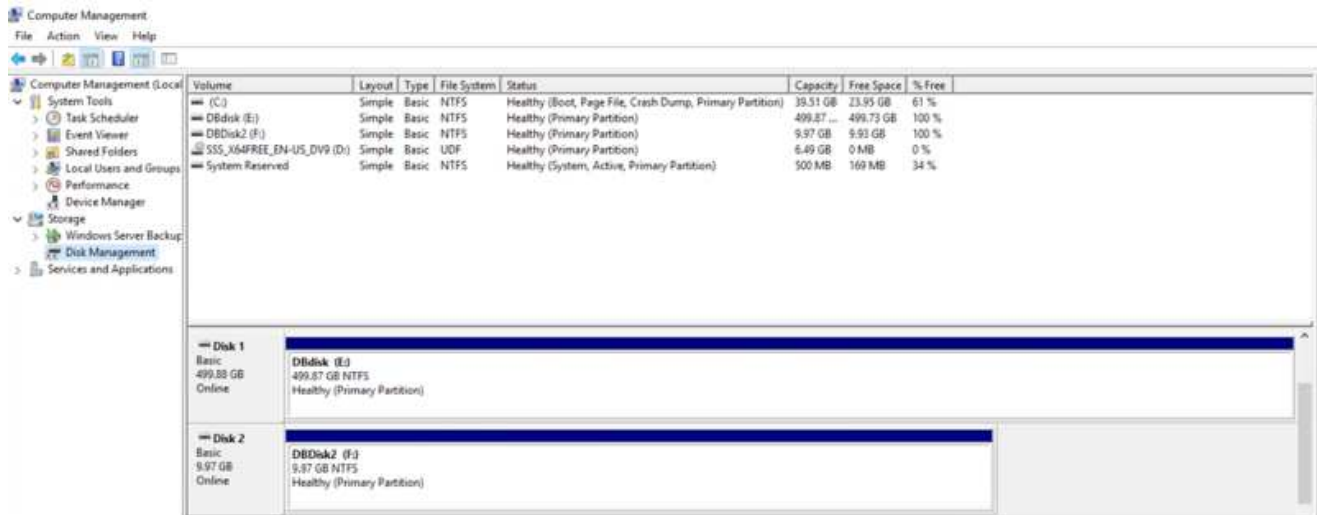 Computer Management
File Action View Help
Computer Management (Local
System Tools
Task Scheduler
Event Viewer
Shared Folders
Local Users and Groups
Performance
Device Manager
Storage
Windows Server Backup
Disk Management
Services and Applications
Volume Layout Type File System Status Capacity Free Space % Free
(C:) Simple Basic NTFS Healthy (Boot, Page File, Crash Dump, Primary Partition) 39.51 GB 23.95 GB 61 %
DBdisk (E:) Simple Basic NTFS Healthy (Primary Partition) 499.87 ... 499.73 GB 100 %
DBDisk2 (F:) Simple Basic NTFS Healthy (Primary Partition) 9.97 GB 9.93 GB 100 %
SSS_X64FREE_EN-US_DV9 (D:) Simple Basic UDF Healthy (Primary Partition) 6.49 GB 0 MB 0 %
System Reserved Simple Basic NTFS Healthy (System, Active, Primary Partition) 500 MB 169 MB 34 %
Disk 1
Basic
499.88 GB
Online
DBdisk (E:)
499.87 GB NTFS
Healthy (Primary Partition)
Disk 2
Basic
9.97 GB
Online
DBDisk2 (F:)
9.97 GB NTFS
Healthy (Primary Partition)